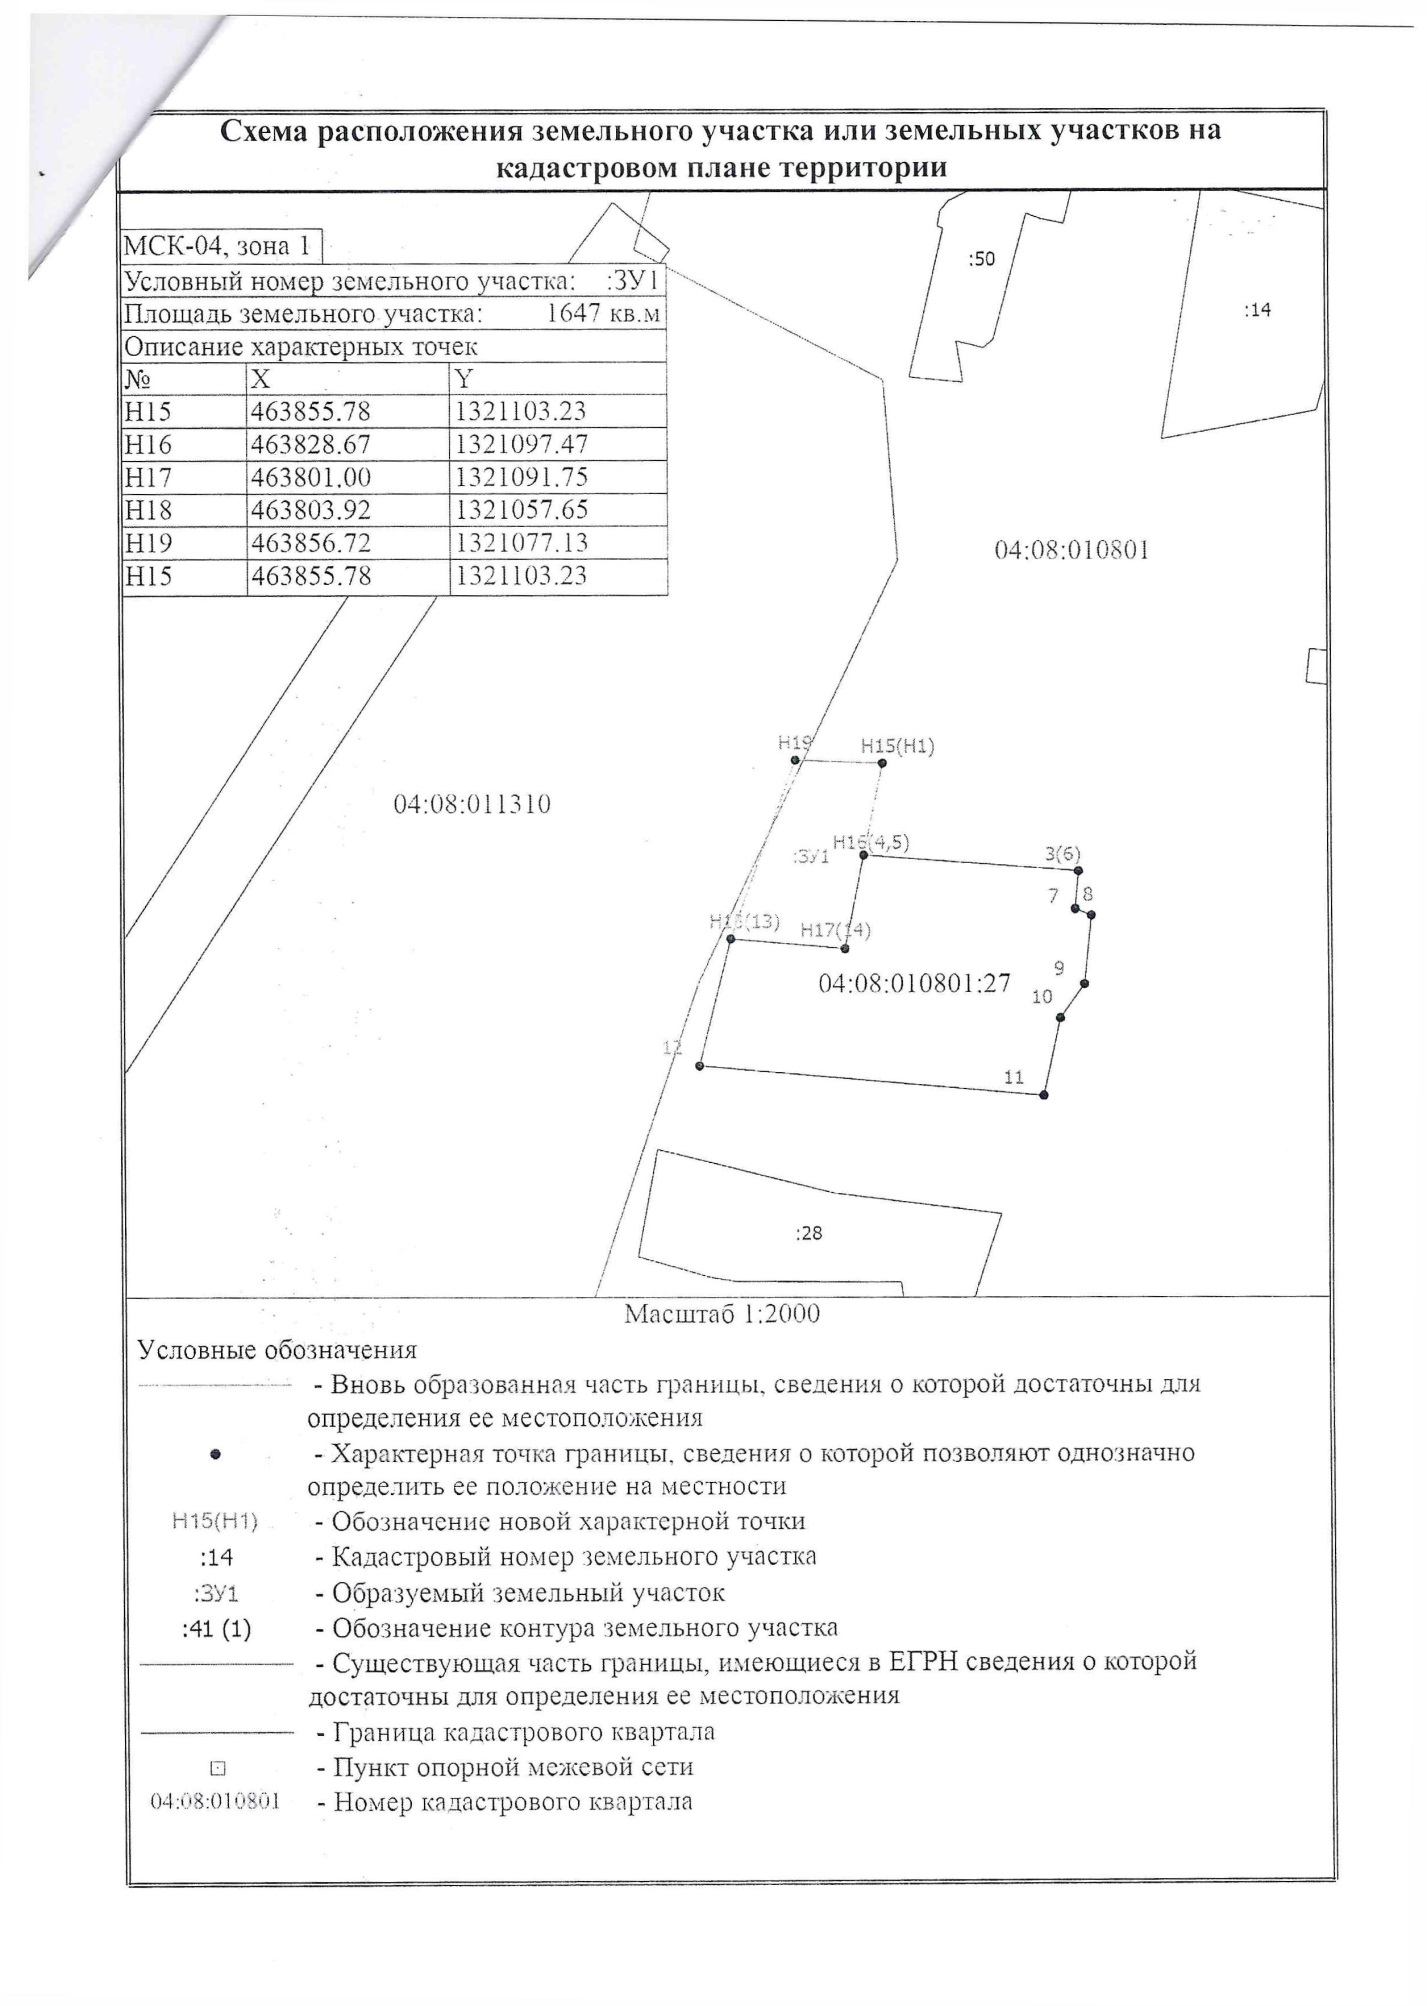 Схема расположения земельного участка или земельных участков на
кадастровом плане территории
МСК-04, зона 1
Условный номер земельного участка: :ЗУ1
Площадь земельного участка: 1647 кв.м
Описание характерных точек
№ X Y
Н15 463855.78 1321103.23
Н16 463828.67 1321097.47
Н17 463801.00 1321091.75
Н18 463803.92 1321057.65
Н19 463856.72 1321077.13
Н15 463855.78 1321103.23
:50
:14
04:08:010801
Н19
Н15(Н1)
04:08:011310
Н16(4,5)
:ЗУ1
3(6)
7
8
Н18(13)
Н17(14)
9
04:08:010801:27
10
12
11
:28
Масштаб 1:2000
Условные обозначения
- Вновь образованная часть границы, сведения о которой достаточны для
определения ее местоположения
- Характерная точка границы, сведения о которой позволяют однозначно
определить ее положение на местности
Н15(Н1) - Обозначение новой характерной точки
:14 - Кадастровый номер земельного участка
:ЗУ1 - Образуемый земельный участок
:41 (1) - Обозначение контура земельного участка
- Существующая часть границы, имеющиеся в ЕГРН сведения о которой
достаточны для определения ее местоположения
- Граница кадастрового квартала
- Пункт опорной межевой сети
04:08:010801 - Номер кадастрового квартала